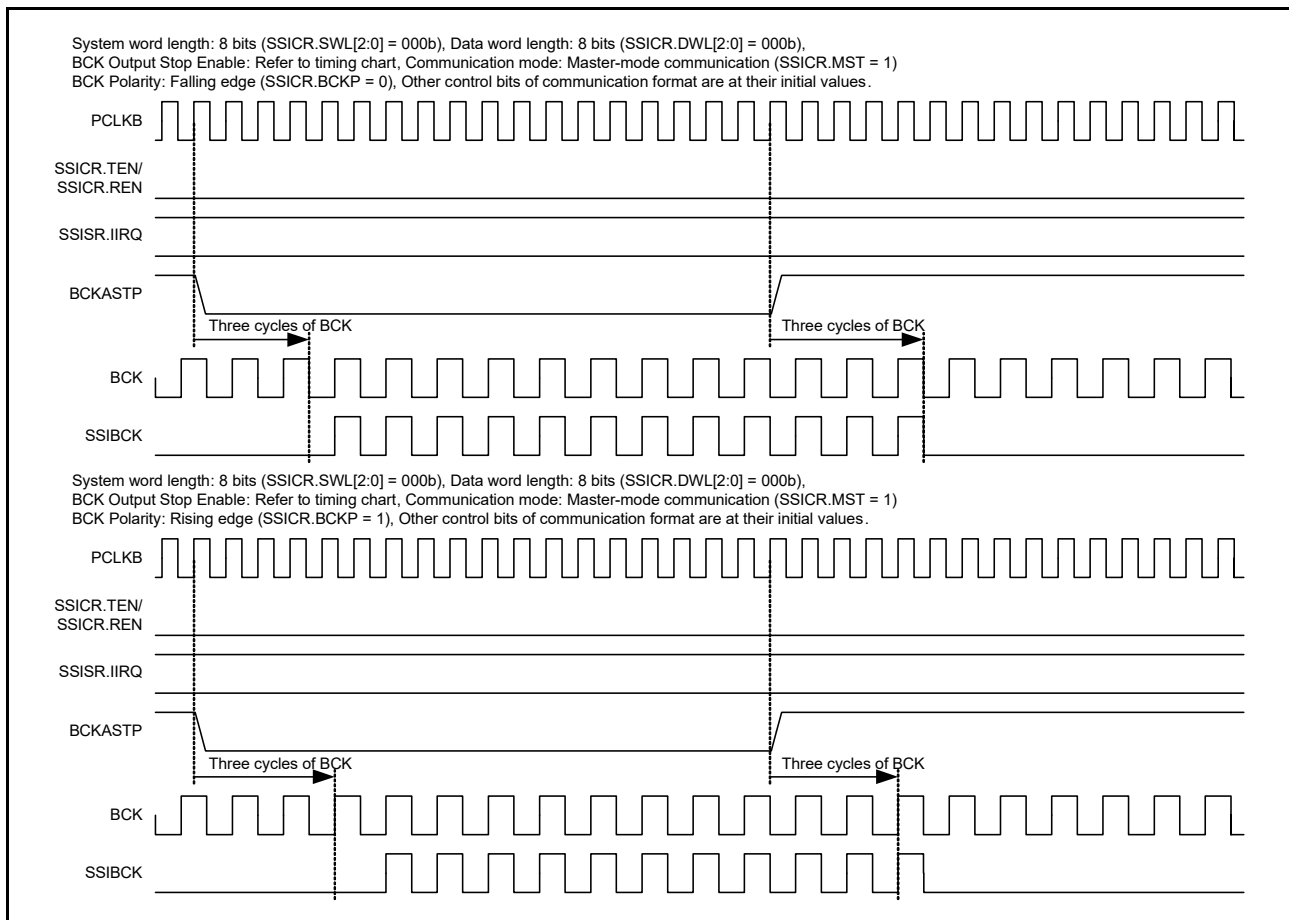 System word length: 8 bits (SSICR.SWL[2:0] = 000b), Data word length: 8 bits (SSICR.DWL[2:0] = 000b),
BCK Output Stop Enable: Refer to timing chart, Communication mode: Master-mode communication (SSICR.MST = 1)
BCK Polarity: Falling edge (SSICR.BCKP = 0), Other control bits of communication format are at their initial values.
PCLKB
SSICR.TEN/
SSICR.REN
SSISR.IIRQ
BCKASTP
Three cycles of BCK
Three cycles of BCK
BCK
SSIBCK
System word length: 8 bits (SSICR.SWL[2:0] = 000b), Data word length: 8 bits (SSICR.DWL[2:0] = 000b),
BCK Output Stop Enable: Refer to timing chart, Communication mode: Master-mode communication (SSICR.MST = 1)
BCK Polarity: Rising edge (SSICR.BCKP = 1), Other control bits of communication format are at their initial values.
PCLKB
SSICR.TEN/
SSICR.REN
SSISR.IIRQ
BCKASTP
Three cycles of BCK
Three cycles of BCK
BCK
SSIBCK